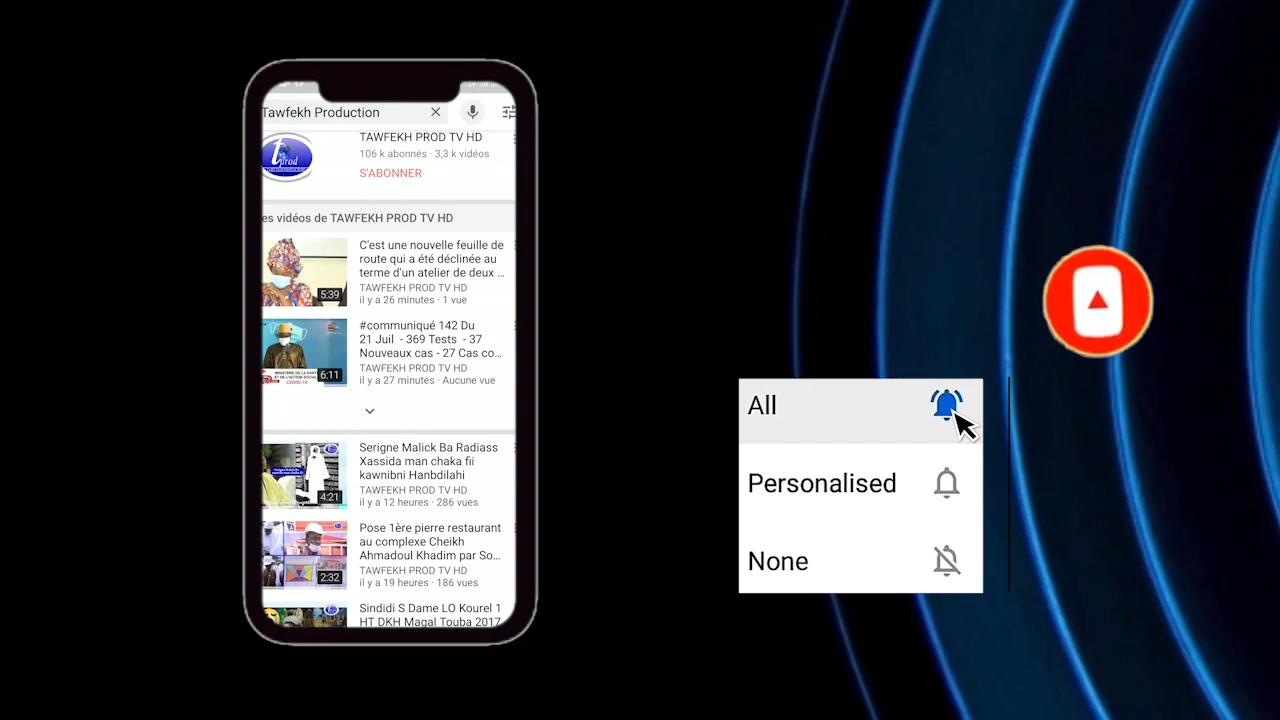 Tawfekh Production
TAWFEKH PROD TV HD
106 k abonnés · 3,3 k vidéos
S'ABONNER
es vidéos de TAWFEKH PROD TV HD
C'est une nouvelle feuille de
route qui a été déclinée au
terme d'un atelier de deux ...
TAWFEKH PROD TV HD
il y a 26 minutes · 1 vue
5:39
#communiqué 142 Du
21 Juil - 369 Tests - 37
Nouveaux cas - 27 Cas co...
TAWFEKH PROD TV HD
il y a 27 minutes · Aucune vue
6:11
Serigne Malick Ba Radiass
Xassida man chaka fii
kawnibni Hanbdilahi
TAWFEKH PROD TV HD
il y a 12 heures · 286 vues
4:21
Pose 1ère pierre restaurant
au complexe Cheikh
Ahmadoul Khadim par So...
TAWFEKH PROD TV HD
il y a 19 heures · 186 vues
2:32
Sindidi S Dame LO Kourel 1
HT DKH Magal Touba 2017
All
Personalised
None